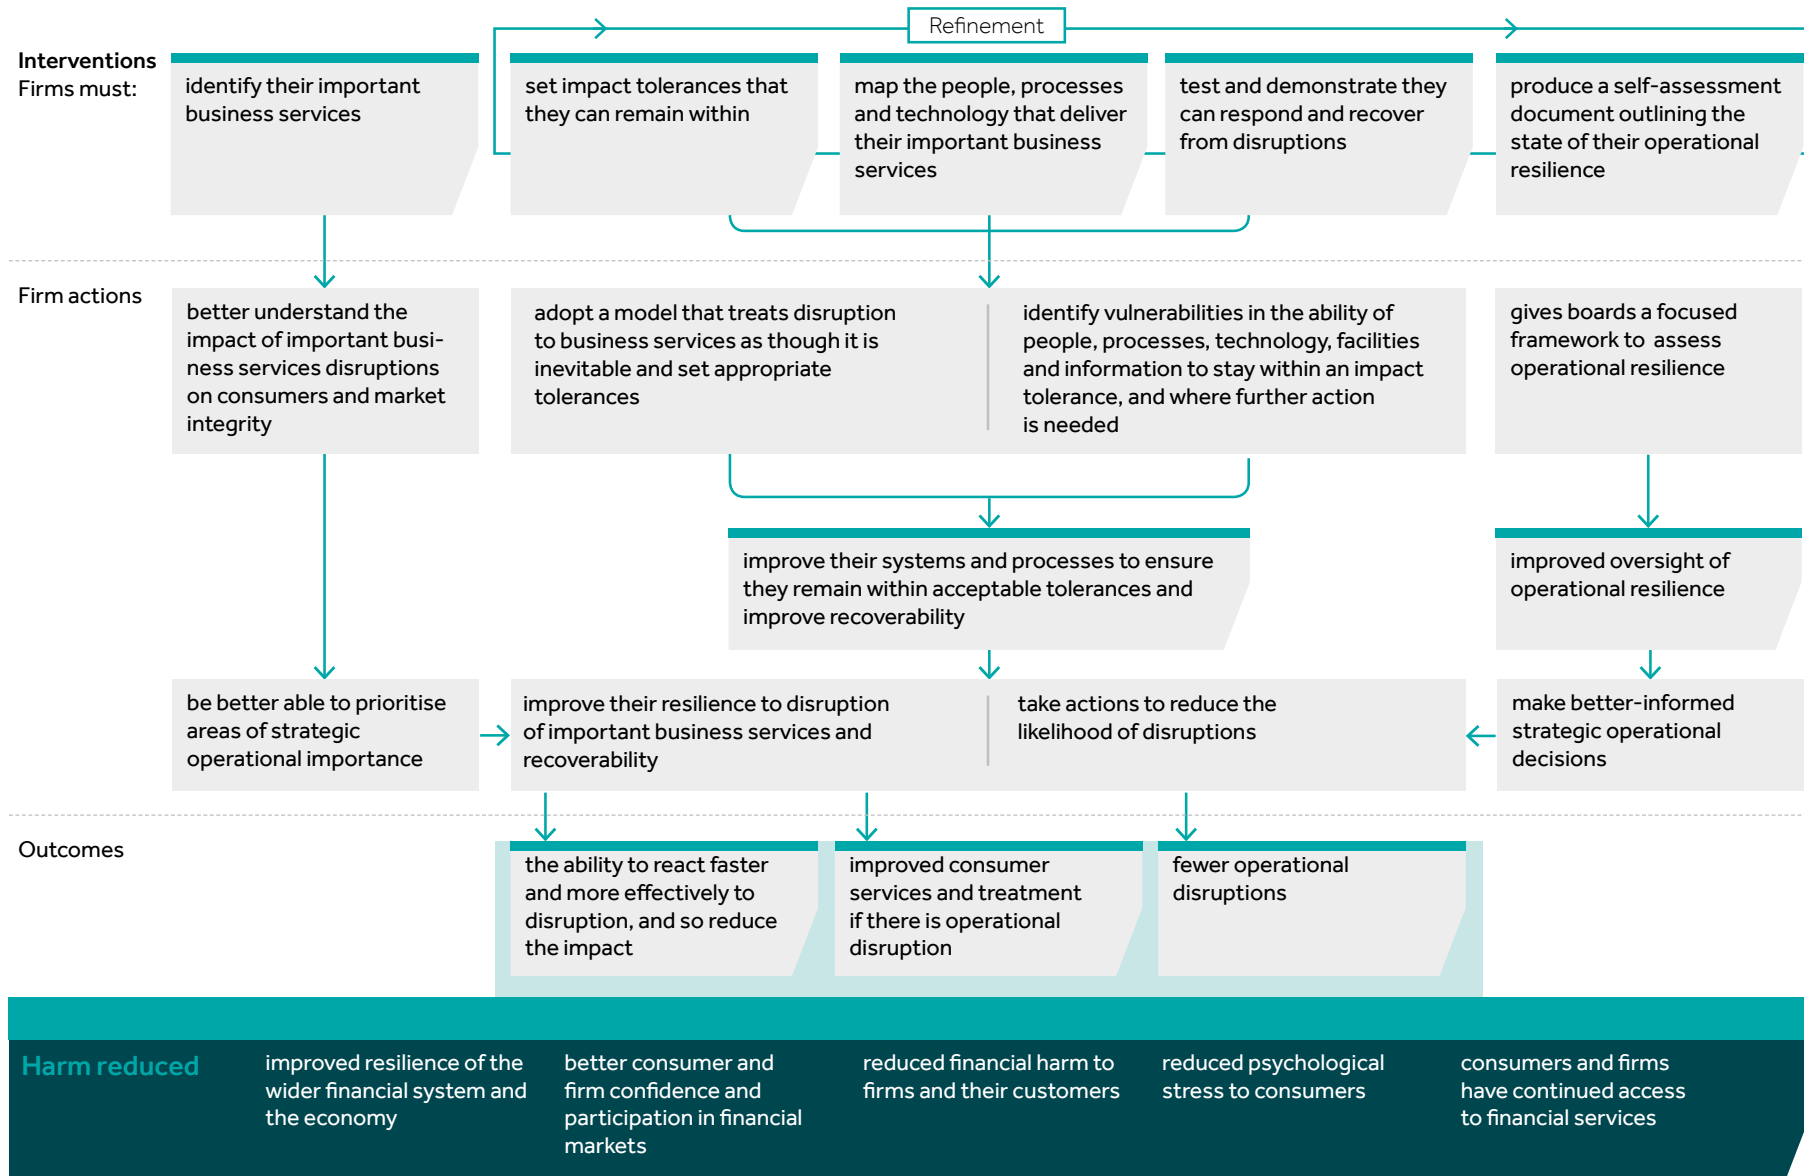 Refinement
Interventions
Firms must:
identify their important
business services
set impact tolerances that
they can remain within
map the people, processes
and technology that deliver
their important business
services
test and demonstrate they
can respond and recover
from disruptions
produce a self-assessment
document outlining the
state of their operational
resilience
Firm actions
better understand the
impact of important busi-
ness services disruptions
on consumers and market
integrity
adopt a model that treats disruption
to business services as though it is
inevitable and set appropriate
tolerances
identify vulnerabilities in the ability of
people, processes, technology, facilities
and information to stay within an impact
tolerance, and where further action
is needed
gives boards a focused
framework to assess
operational resilience
improve their systems and processes to ensure
they remain within acceptable tolerances and
improve recoverability
improved oversight of
operational resilience
be better able to prioritise
areas of strategic
operational importance
improve their resilience to disruption
of important business services and
recoverability
take actions to reduce the
likelihood of disruptions
make better-informed
strategic operational
decisions
Outcomes
the ability to react faster
and more effectively to
disruption, and so reduce
the impact
improved consumer
services and treatment
if there is operational
disruption
fewer operational
disruptions
Harm reduced
improved resilience of the
wider financial system and
the economy
better consumer and
firm confidence and
participation in financial
markets
reduced financial harm to
firms and their customers
reduced psychological
stress to consumers
consumers and firms
have continued access
to financial services